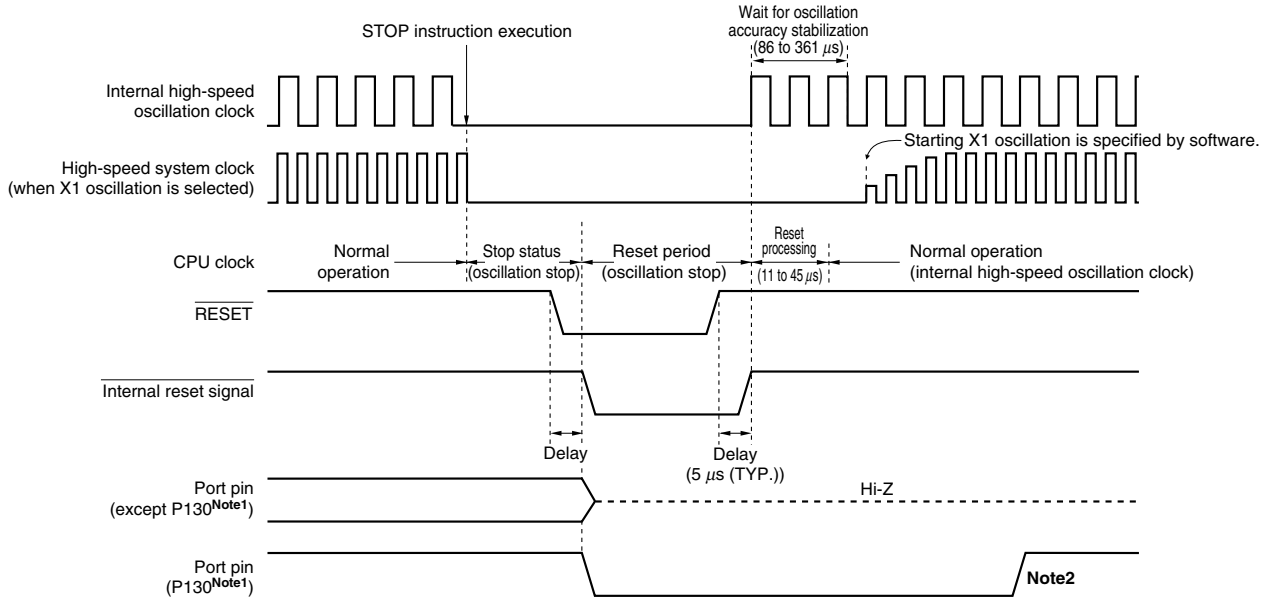 Wait for oscillation
accuracy stabilization
(86 to 361 μs)
STOP instruction execution
Internal high-speed
oscillation clock
Starting X1 oscillation is specified by software.
High-speed system clock
(when X1 oscillation is selected)
CPU clock
Normal
operation
Stop status
(oscillation stop)
Reset period
(oscillation stop)
Reset
processing
(11 to 45 μs)
Normal operation
(internal high-speed oscillation clock)
RESET
Internal reset signal
Delay
Delay
(5 μs (TYP.))
Port pin
(except P130Note1)
Hi-Z
Port pin
(P130Note1)
Note2